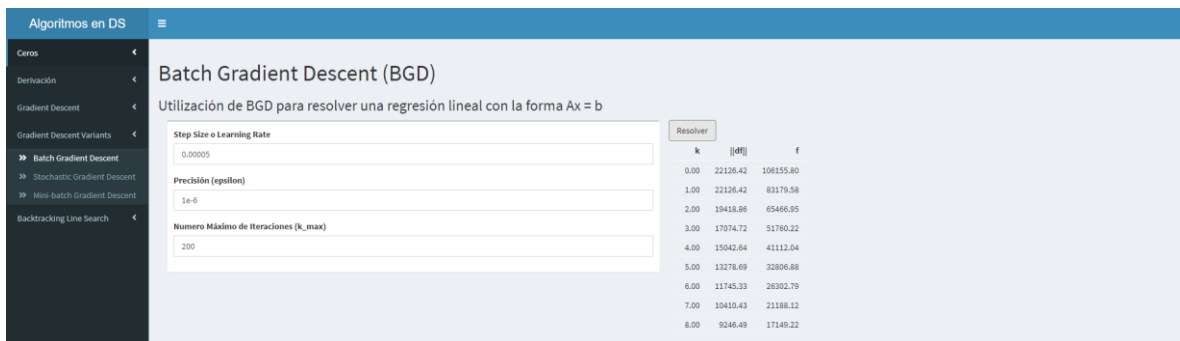 Algoritmos en DS
Ceros
Derivación
Gradient Descent
Gradient Descent Variants
Batch Gradient Descent
Stochastic Gradient Descent
Mini-batch Gradient Descent
Backtracking Line Search
Batch Gradient Descent (BGD)
Utilización de BGD para resolver una regresión lineal con la forma Ax = b
Step Size o Learning Rate
0.00005
Precisión (epsilon)
1e-6
Numero Máximo de Iteraciones (k_max)
200
Resolver
k ||df|| f
0.00 22126.42 106155.80
1.00 22126.42 83179.58
2.00 19418.86 65466.95
3.00 17074.72 51760.22
4.00 15042.64 41112.04
5.00 13278.69 32806.88
6.00 11745.33 26302.79
7.00 10410.43 21188.12
8.00 9246.49 17149.22